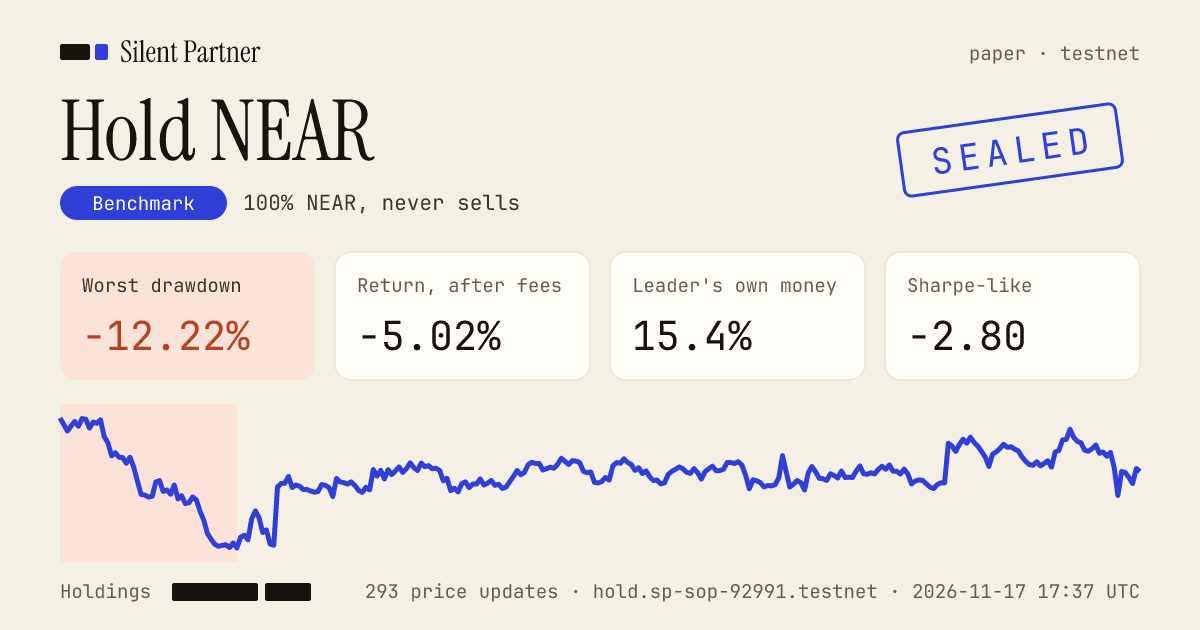 Silent Partner
paper · testnet
Hold NEAR
SEALED
Benchmark
100% NEAR, never sells
Worst drawdown
-12.22%
Return, after fees
-5.02%
Leader's own money
15.4%
Sharpe-like
-2.80
Holdings
293 price updates · hold.sp-sop-92991.testnet · 2026-11-17 17:37 UTC